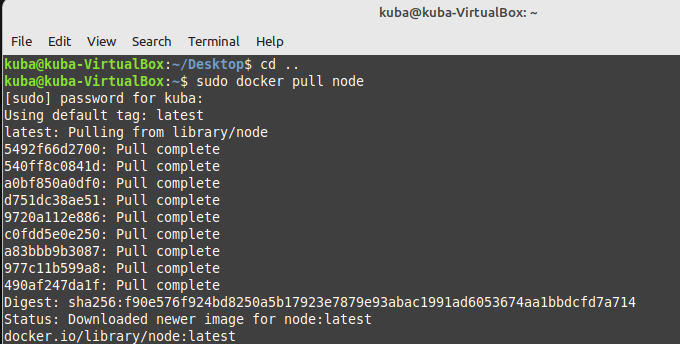 kuba@kuba-VirtualBox: ~
File Edit View Search Terminal Help
kuba@kuba-VirtualBox:~/Desktop$ cd ..
kuba@kuba-VirtualBox:~$ sudo docker pull node
[sudo] password for kuba:
Using default tag: latest
latest: Pulling from library/node
5492f66d2700: Pull complete
540ff8c0841d: Pull complete
a0bf850a0df0: Pull complete
d751dc38ae51: Pull complete
9720a112e886: Pull complete
c0fdd5e0e250: Pull complete
a83bbb9b3087: Pull complete
977c11b599a8: Pull complete
490af247da1f: Pull complete
Digest: sha256:f90e576f924bd8250a5b17923e7879e93abac1991ad6053674aa1bbdcfd7a714
Status: Downloaded newer image for node:latest
docker.io/library/node:latest